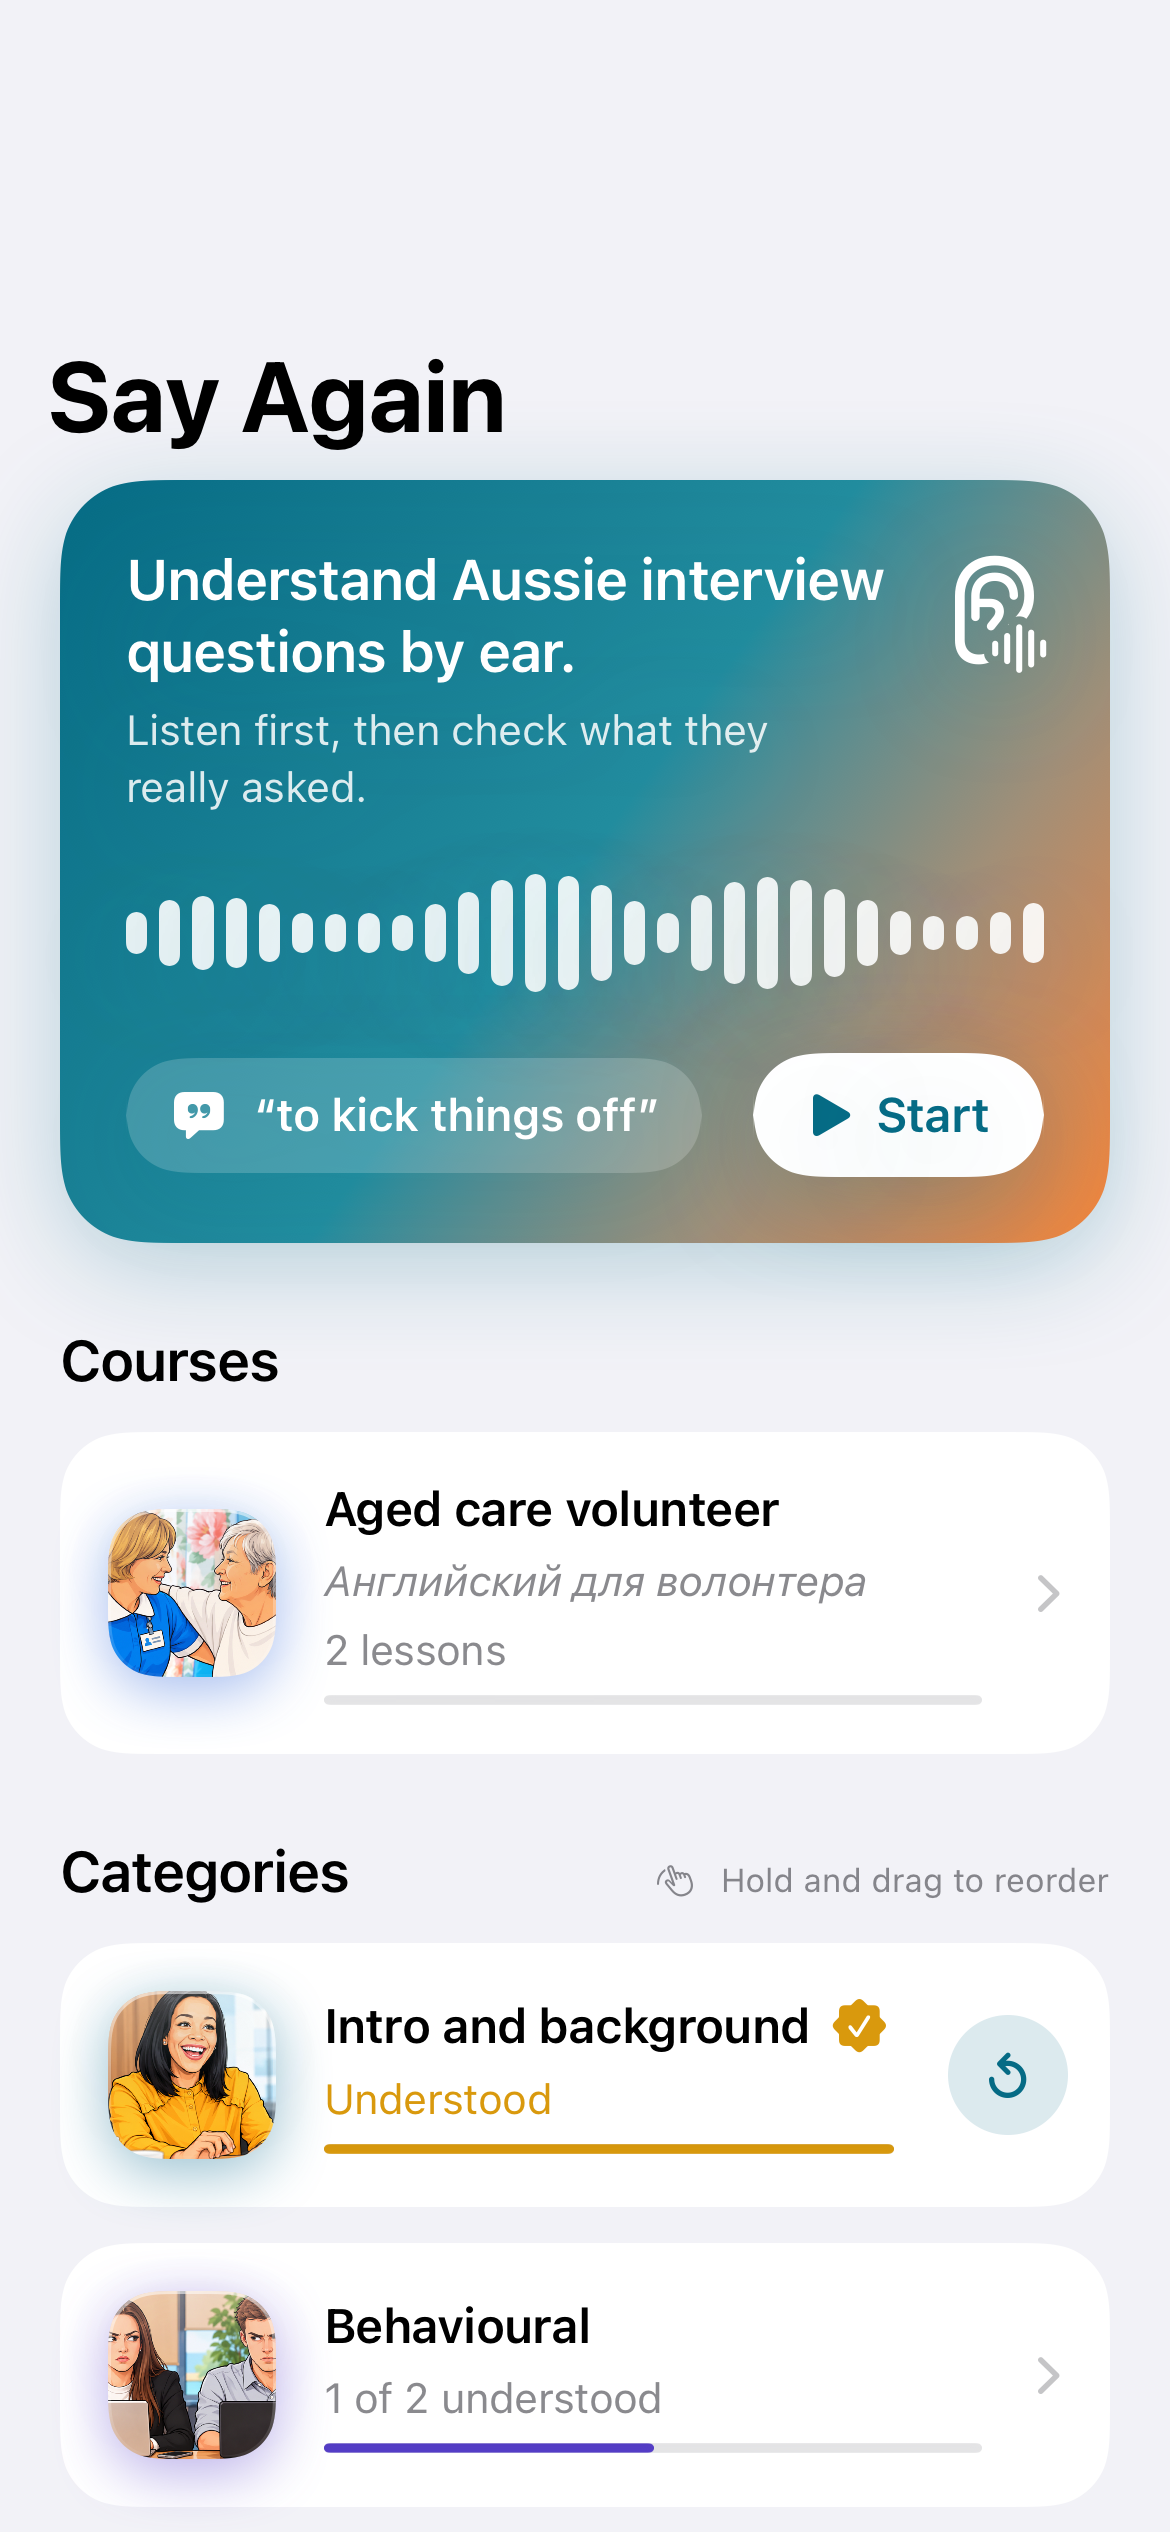 Say Again
Understand Aussie interview
questions by ear.
Listen first, then check what they
really asked.
“to kick things off”
Start
Courses
Aged care volunteer
Английский для волонтера
2 lessons
Categories
Hold and drag to reorder
Intro and background
Understood
Behavioural
1 of 2 understood